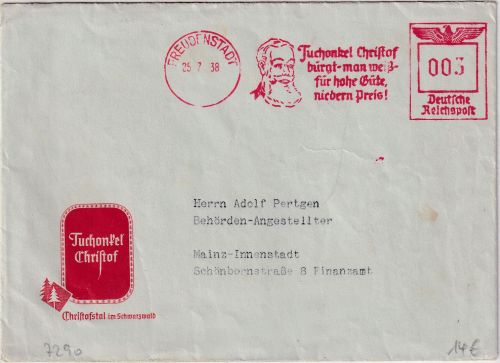 FREUDENSTADT
25.7.38
Tuchonkel Christof
bürgt-man weiß-
für hohe Güte,
niedern Preis!
003
Deutsche
Reichspost
Herrn Adolf Pertgen
Behörden-Angestellter
Mainz-Innenstadt
Schönbornstraße 8 Finanzamt
Tuchonkel
Christof
Christofstal im Schwarzwald
7290
14€